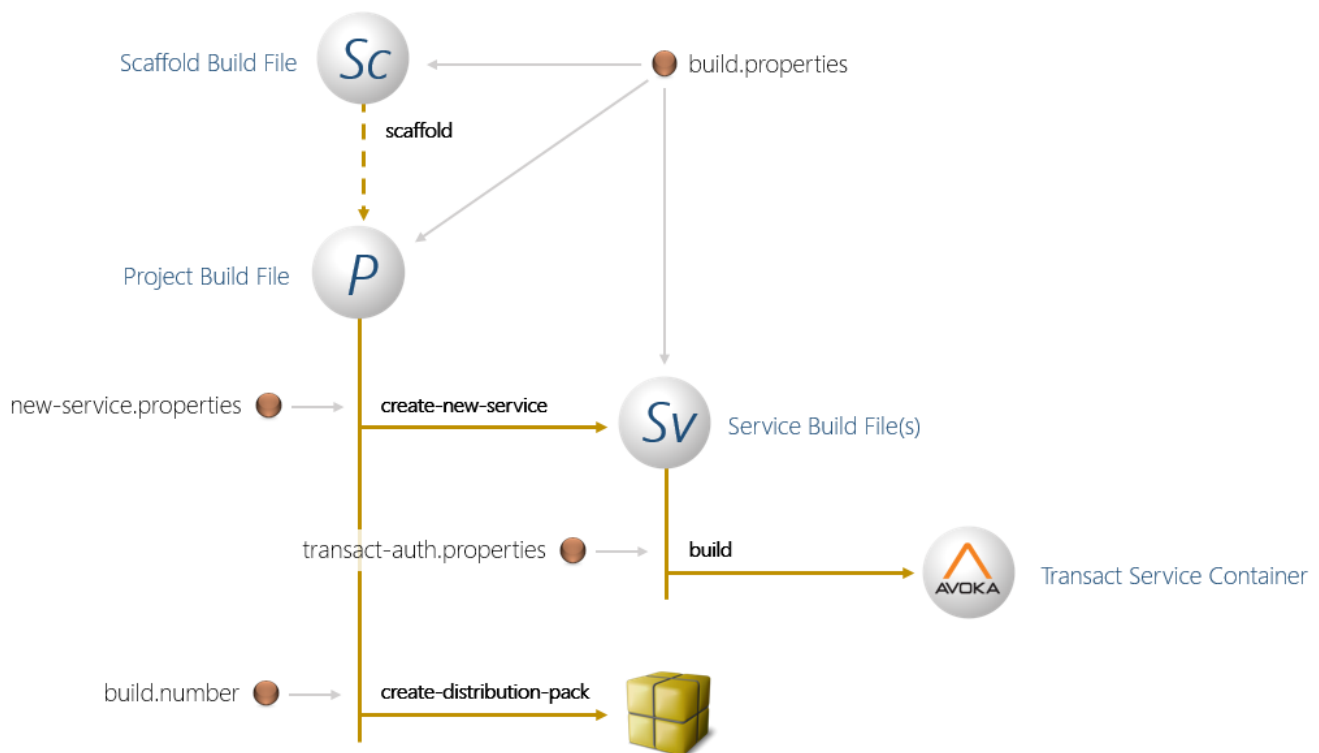 Scaffold Build File
Sc
build.properties
scaffold
Project Build File
P
new-service.properties
create-new-service
Sv
Service Build File(s)
transact-auth.properties
build
AVOKA
Transact Service Container
build.number
create-distribution-pack